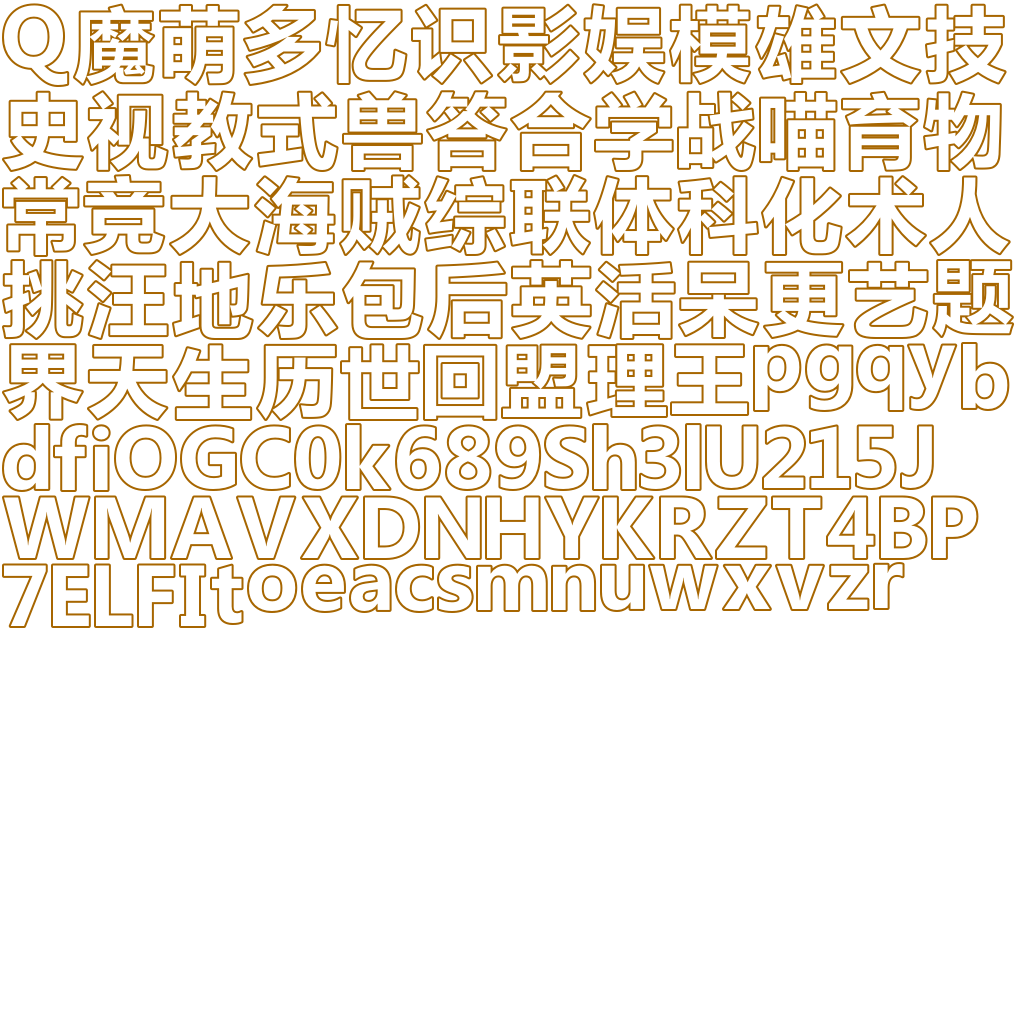 Q魔萌多忆识影娱模雄文技
史视教式兽答合学战喵育物
常竞大海贼综联体科化术人
挑汪地乐包后英活呆更艺题
界天生历世回盟理王pgqyb
dfiOGC0k689Sh3lU215J
WMAVXDNHYKRZT4BP
7ELFItoeacsmnuwxvzr